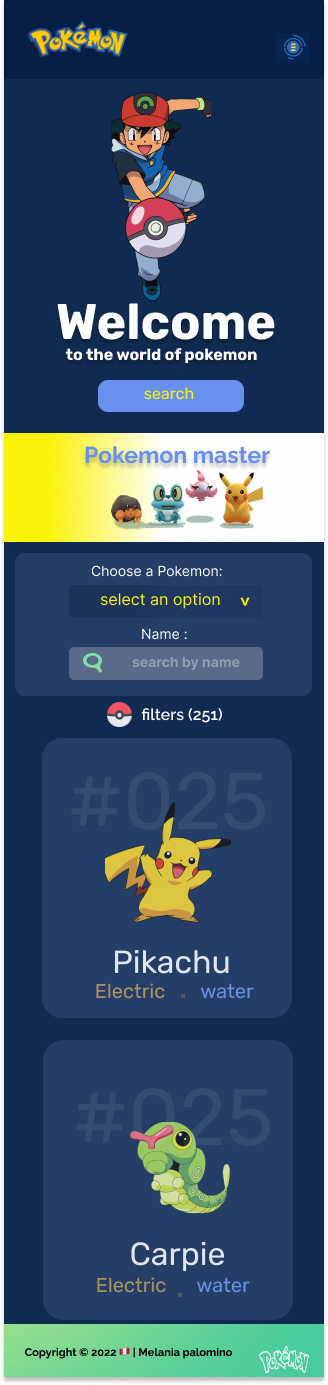 POKéMON
Welcome
to the world of pokemon
search
Pokemon master
Choose a Pokemon:
select an option v
Name :
search by name
filters (251)
#025
Pikachu
Electric . water
#025
Carpie
Electric . water
Copyright © 2022 🇵🇪 | Melania palomino
POKéMON